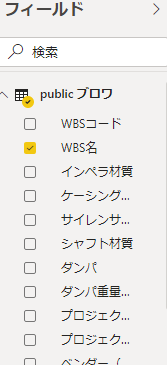 フィールド
検索
public ブロワ
WBSコード
WBS名
インペラ材質
ケーシング...
サイレンサ...
シャフト材質
ダンパ
ダンパ重量...
プロジェク...
プロジェク...
ベンダー（